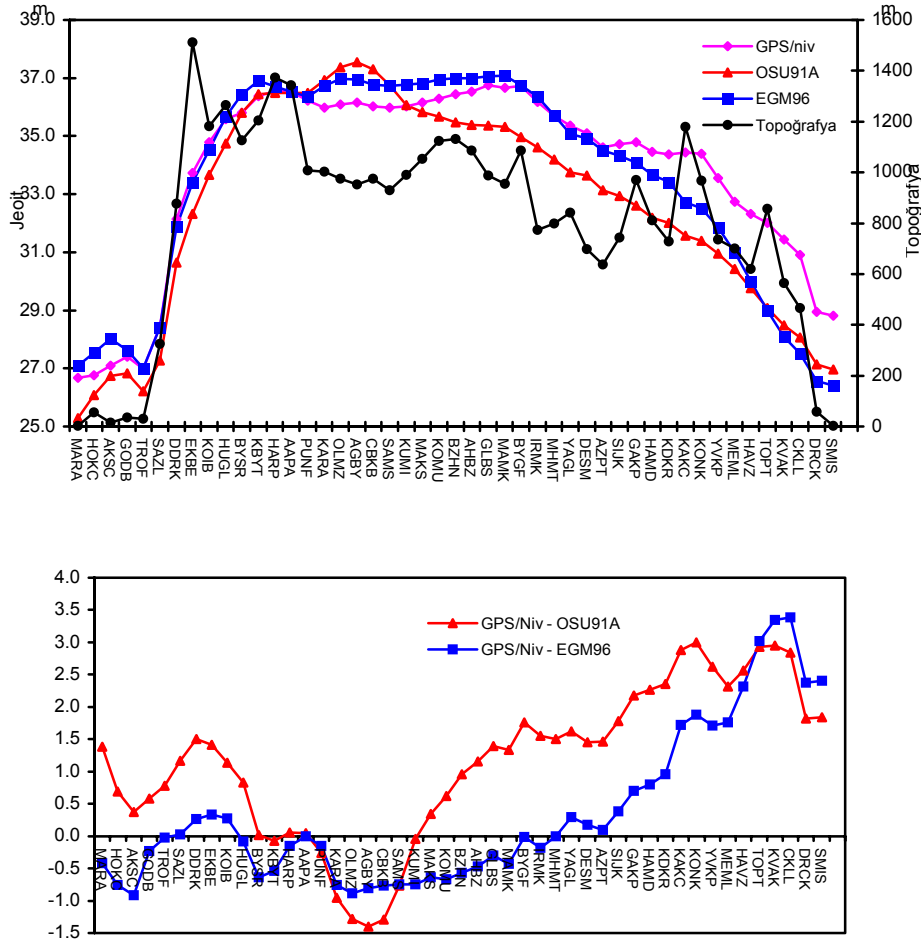 m
m
39.0
37.0
35.0
33.0
31.0
29.0
27.0
25.0
Jeoit
1600
1400
1200
1000
800
600
400
200
0
Topoğrafya
GPS/niv
OSU91A
EGM96
Topoğrafya
MARA
HOKC
AKSC
GODB
TROF
SAZL
DDRK
EKBE
KOIB
HUGL
BYSR
KBYT
HARP
AAPA
PUNF
KARA
OLMZ
AGBY
CBKB
SAMS
KUMI
MAKS
KOMU
BZHN
AHBZ
GLBS
MAMK
BYGF
IRMK
MHMT
YAGL
DESM
AZPT
SIJK
GAKP
HAMD
KDKR
KAKC
KONK
YVKP
MEML
HAVZ
TOPT
KVAK
CKLL
DRCK
SMIS
4.0
3.5
3.0
2.5
2.0
1.5
1.0
0.5
0.0
-0.5
-1.0
-1.5
GPS/Niv - OSU91A
GPS/Niv - EGM96
MARA
HOKC
AKSC
GODB
TROF
SAZL
DDRK
EKBE
KOIB
HUGL
BYSR
KBYT
HARP
AAPA
PUNF
KARA
OLMZ
AGBY
CBKB
SAMS
KUMI
MAKS
KOMU
BZHN
AHBZ
GLBS
MAMK
BYGF
IRMK
MHMT
YAGL
DESM
AZPT
SIJK
GAKP
HAMD
KDKR
KAKC
KONK
YVKP
MEML
HAVZ
TOPT
KVAK
CKLL
DRCK
SMIS